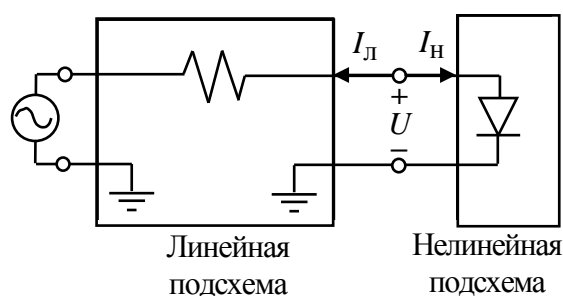 Iл Iн
+
U
−
Линейная
подсхема
Нелинейная
подсхема